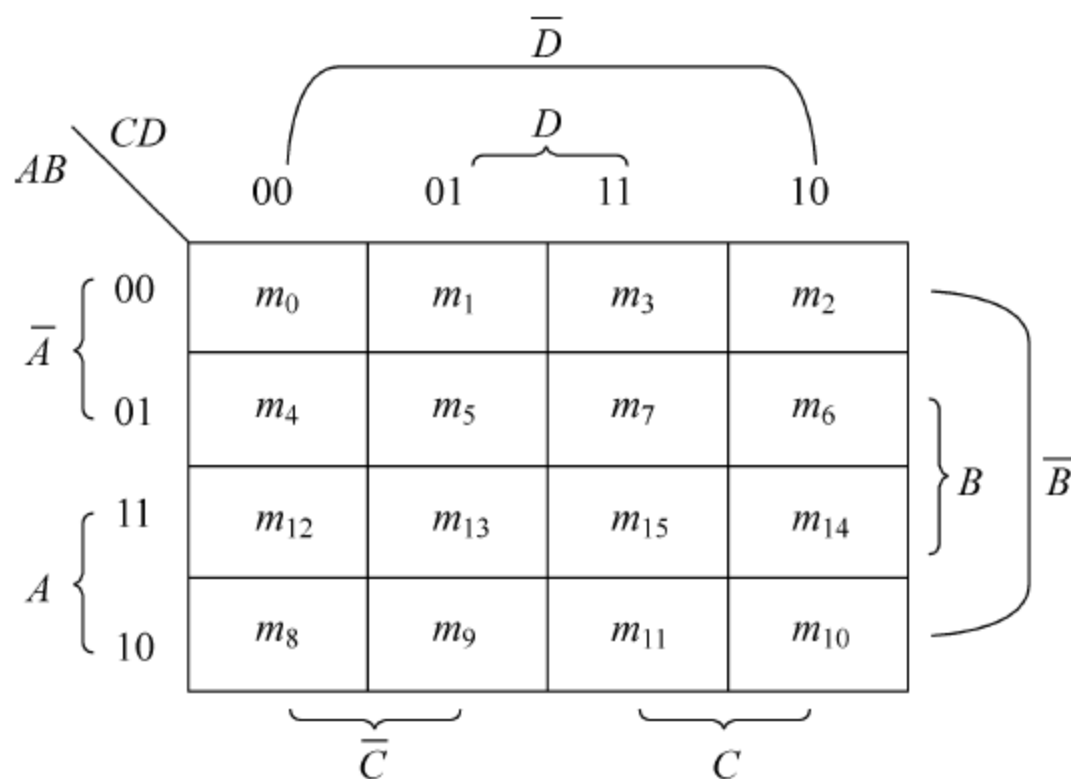 D̅
D
CD
AB
00 01 11 10
00 m₀ m₁ m₃ m₂
A̅
01 m₄ m₅ m₇ m₆
B B̅
11 m₁₂ m₁₃ m₁₅ m₁₄
A
10 m₈ m₉ m₁₁ m₁₀
C̅ C